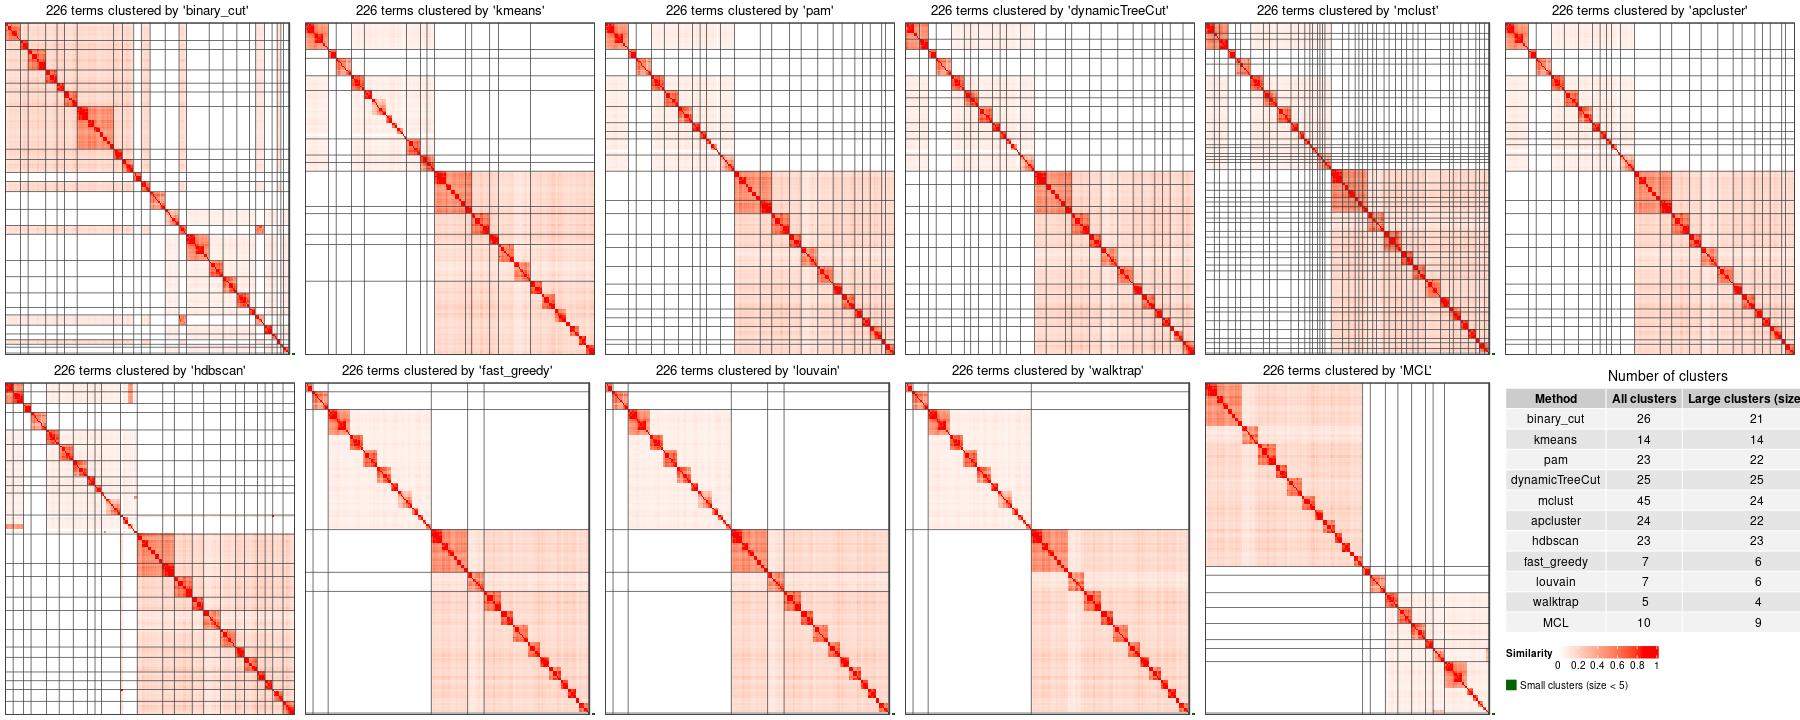 226 terms clustered by 'binary_cut'
226 terms clustered by 'kmeans'
226 terms clustered by 'pam'
226 terms clustered by 'dynamicTreeCut'
226 terms clustered by 'mclust'
226 terms clustered by 'apcluster'
226 terms clustered by 'hdbscan'
226 terms clustered by 'fast_greedy'
226 terms clustered by 'louvain'
226 terms clustered by 'walktrap'
226 terms clustered by 'MCL'
Number of clusters
Method All clusters Large clusters (size
binary_cut 26 21
kmeans 14 14
pam 23 22
dynamicTreeCut 25 25
mclust 45 24
apcluster 24 22
hdbscan 23 23
fast_greedy 7 6
louvain 7 6
walktrap 5 4
MCL 10 9
Similarity
0 0.2 0.4 0.6 0.8 1
Small clusters (size < 5)